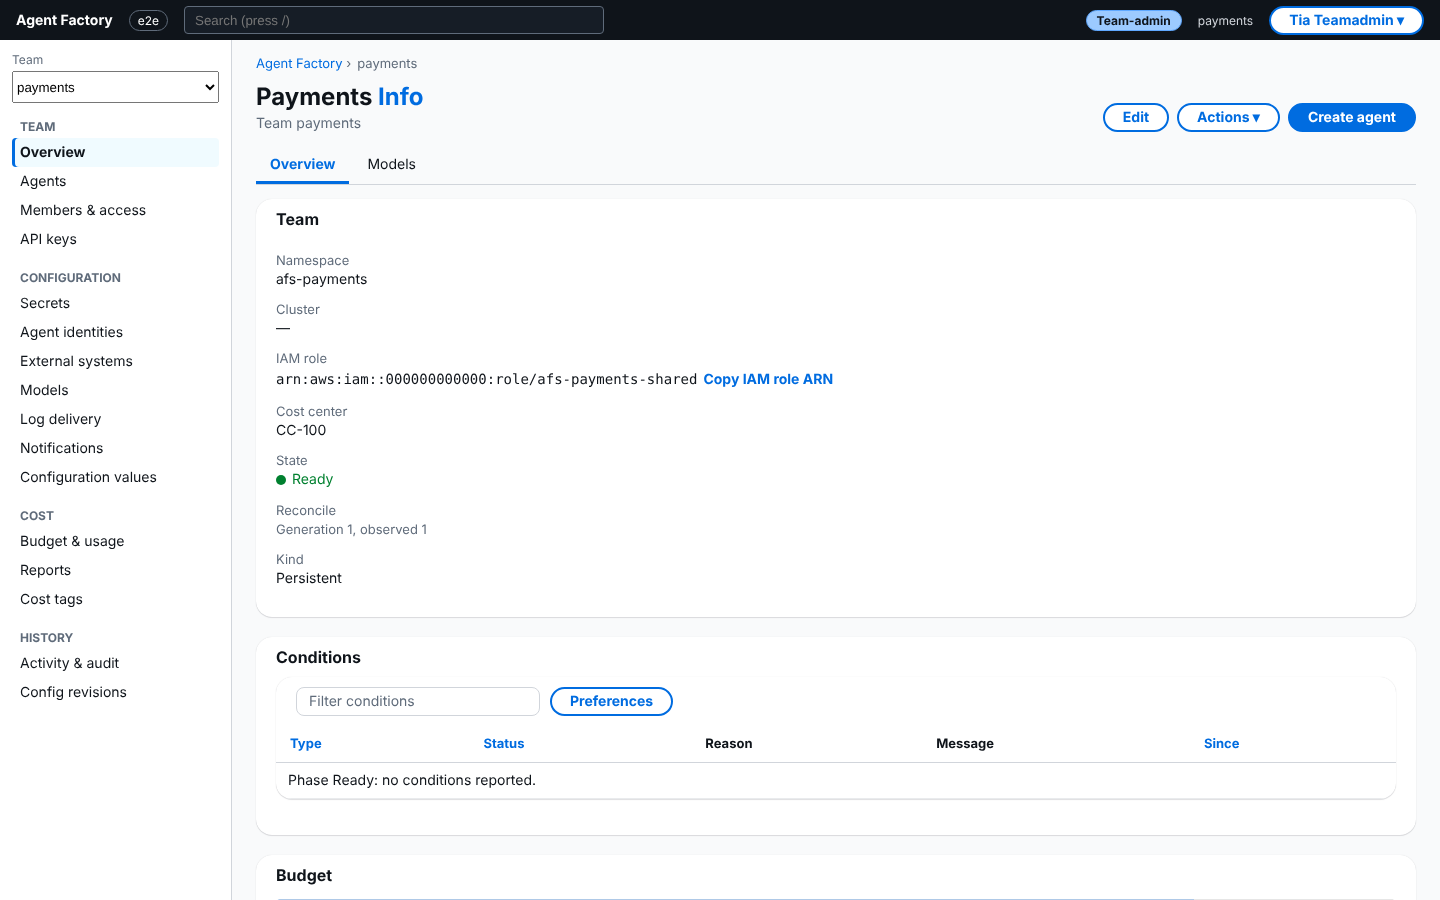 Agent Factory e2e Search (press /) Team-admin payments Tia Teamadmin ▾
Team
payments
TEAM
Overview
Agents
Members & access
API keys
CONFIGURATION
Secrets
Agent identities
External systems
Models
Log delivery
Notifications
Configuration values
COST
Budget & usage
Reports
Cost tags
HISTORY
Activity & audit
Config revisions
Agent Factory › payments
Payments Info
Team payments
Edit Actions ▾ Create agent
Overview Models
Team
Namespace
afs-payments
Cluster
—
IAM role
arn:aws:iam::000000000000:role/afs-payments-shared Copy IAM role ARN
Cost center
CC-100
State
Ready
Reconcile
Generation 1, observed 1
Kind
Persistent
Conditions
Filter conditions Preferences
Type Status Reason Message Since
Phase Ready: no conditions reported.
Budget